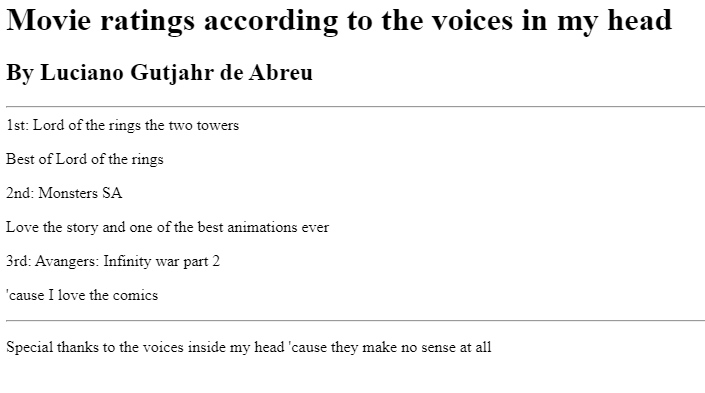 Movie ratings according to the voices in my head
By Luciano Gutjahr de Abreu
1st: Lord of the rings the two towers
Best of Lord of the rings
2nd: Monsters SA
Love the story and one of the best animations ever
3rd: Avangers: Infinity war part 2
'cause I love the comics
Special thanks to the voices inside my head 'cause they make no sense at all